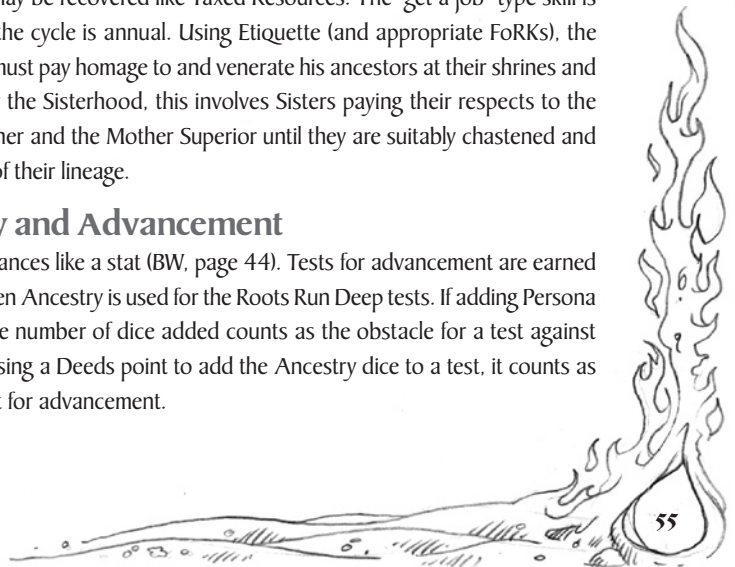 may be recovered like Taxed Resources. The "get a job" type skill is
the cycle is annual. Using Etiquette (and appropriate FoRKs), the
must pay homage to and venerate his ancestors at their shrines and
the Sisterhood, this involves Sisters paying their respects to the
and the Mother Superior until they are suitably chastened and
of their lineage.
and Advancement
like a stat (BW, page 44). Tests for advancement are earned
Ancestry is used for the Roots Run Deep tests. If adding Persona
number of dice added counts as the obstacle for a test against
a Deeds point to add the Ancestry dice to a test, it counts as
for advancement.
55